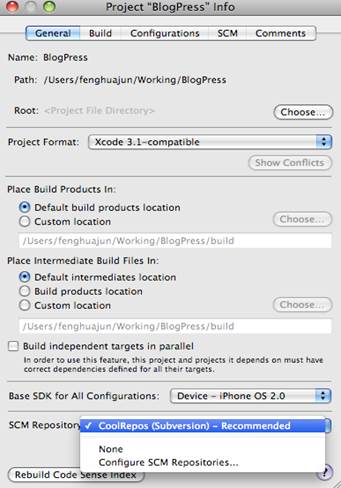 Project "BlogPress" Info
General Build Configurations SCM Comments
Name: BlogPress
Path: /Users/fenghuajun/Working/BlogPress
Root: <Project File Directory> Choose...
Project Format: Xcode 3.1-compatible
Show Conflicts
Place Build Products In:
Default build products location
Custom location Choose...
/Users/fenghuajun/Working/BlogPress/build
Place Intermediate Build Files In:
Default intermediates location
Build products location
Custom location Choose...
/Users/fenghuajun/Working/BlogPress/build
Build independent targets in parallel
In order to use this feature, this project and projects it depends on must have
correct dependencies defined for all their targets.
Base SDK for All Configurations: Device - iPhone OS 2.0
SCM Repository ✓ CoolRepos (Subversion) - Recommended
None
Configure SCM Repositories...
Rebuild Code Sense Index ?